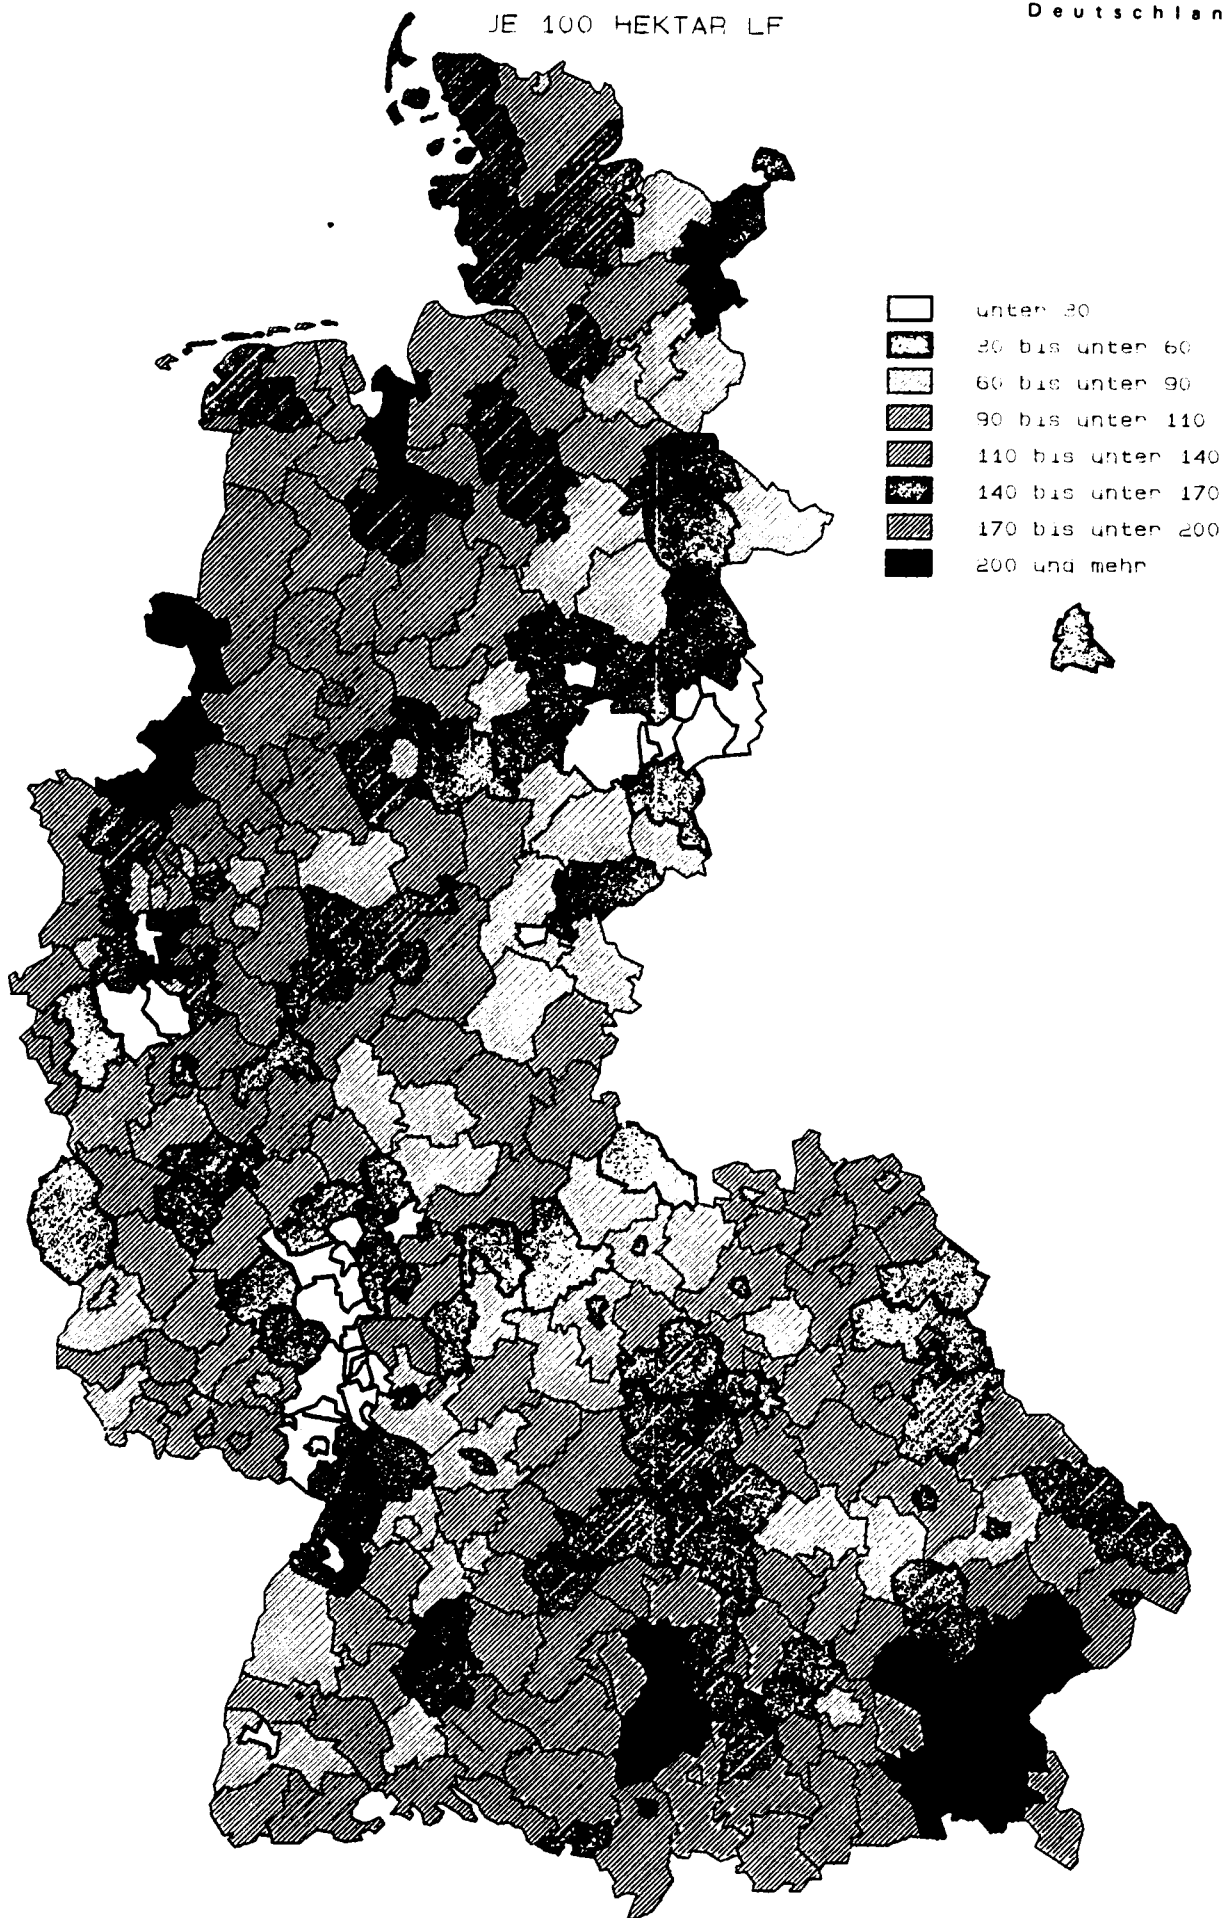 JE 100 HEKTAR LF
Deutschlan
unter 30
30 bis unter 60
60 bis unter 90
90 bis unter 110
110 bis unter 140
140 bis unter 170
170 bis unter 200
200 und mehr